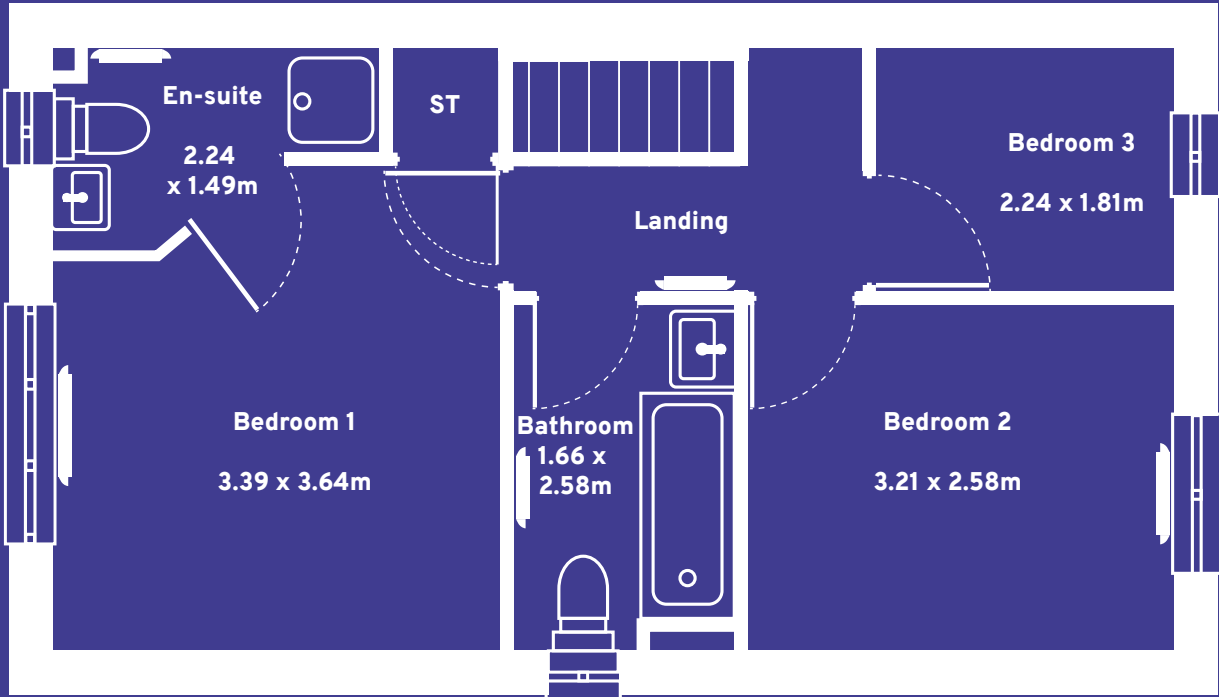 En-suite
2.24
x 1.49m
ST
Landing
Bedroom 3
2.24 x 1.81m
Bedroom 1
3.39 x 3.64m
Bathroom
1.66 x
2.58m
Bedroom 2
3.21 x 2.58m